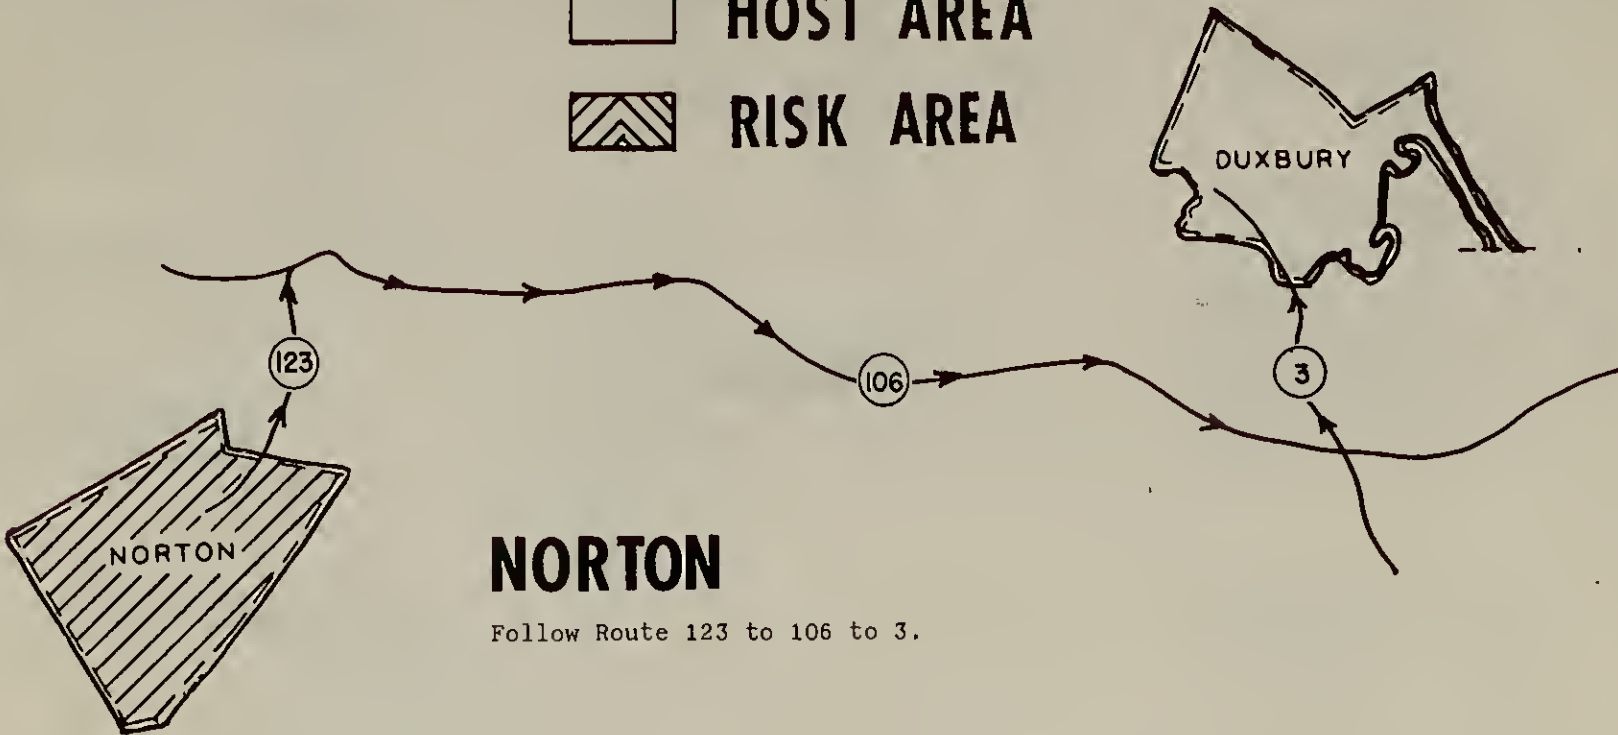 HOST AREA
RISK AREA
DUXBURY
123
106
3
NORTON
NORTON
Follow Route 123 to 106 to 3.